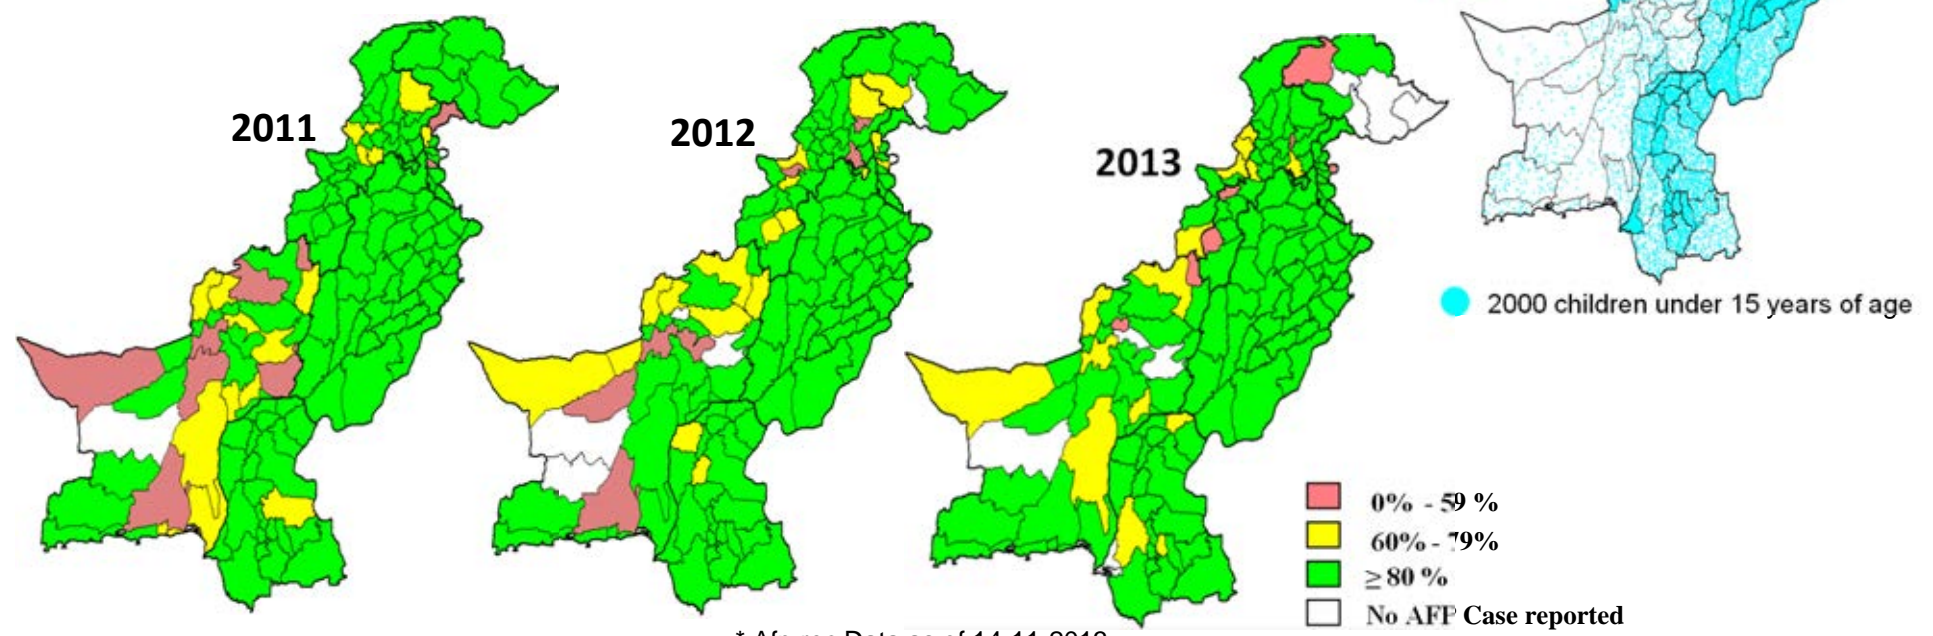 2011
2012
2013
2000 children under 15 years of age
0% - 59 %
60% - 79%
≥ 80 %
No AFP Case reported